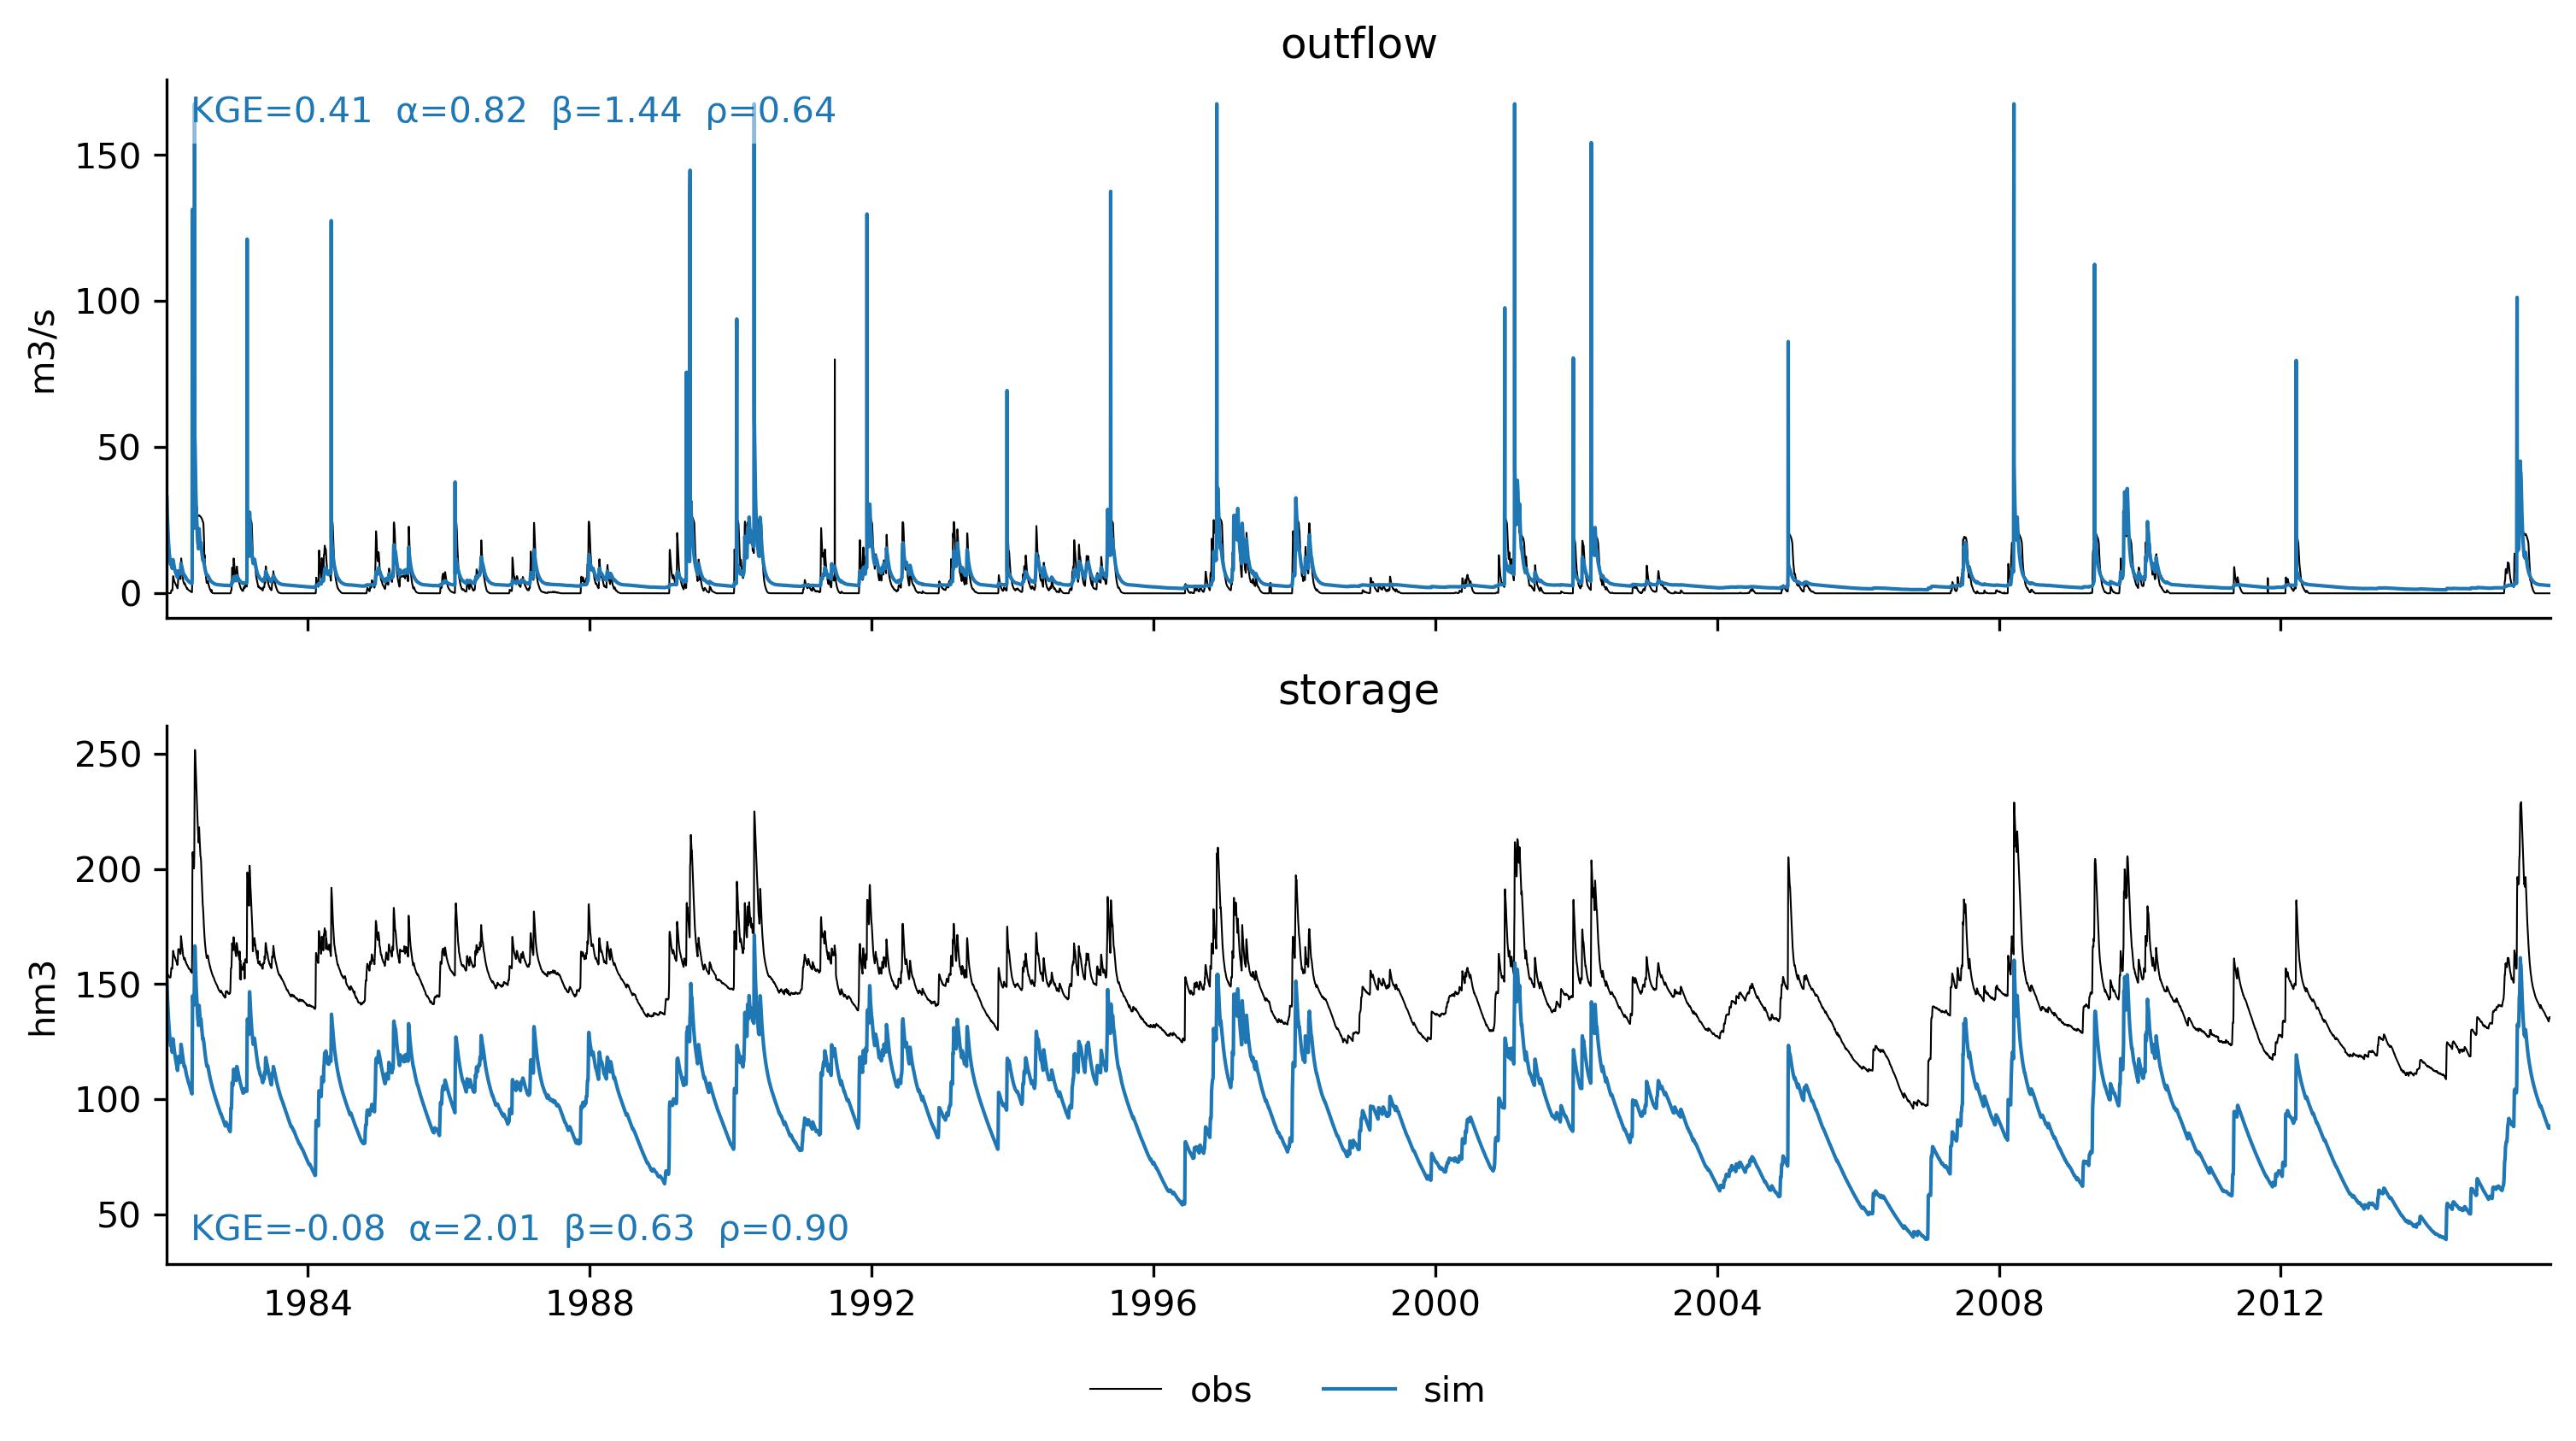 outflow
KGE=0.41 α=0.82 β=1.44 ρ=0.64
150
100
50
0
m3/s
storage
250
200
150
100
50
hm3
KGE=-0.08 α=2.01 β=0.63 ρ=0.90
1984 1988 1992 1996 2000 2004 2008 2012
obs sim